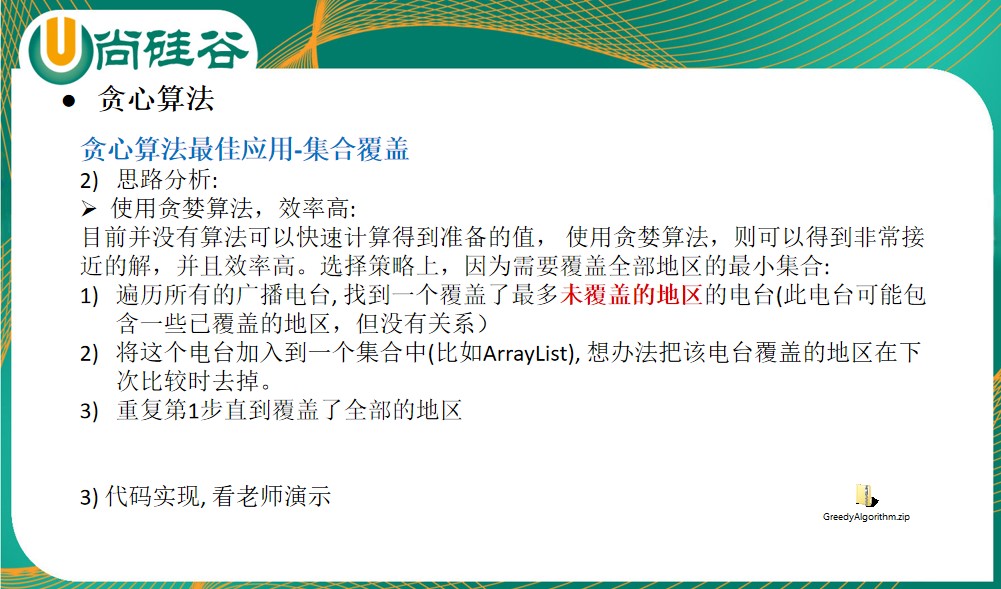 尚硅谷
● 贪心算法
贪心算法最佳应用-集合覆盖
2) 思路分析:
➢ 使用贪婪算法，效率高:
目前并没有算法可以快速计算得到准备的值， 使用贪婪算法，则可以得到非常接
近的解，并且效率高。选择策略上，因为需要覆盖全部地区的最小集合:
1) 遍历所有的广播电台, 找到一个覆盖了最多未覆盖的地区的电台(此电台可能包
含一些已覆盖的地区，但没有关系）
2) 将这个电台加入到一个集合中(比如ArrayList), 想办法把该电台覆盖的地区在下
次比较时去掉。
3) 重复第1步直到覆盖了全部的地区
3) 代码实现, 看老师演示
GreedyAlgorithm.zip